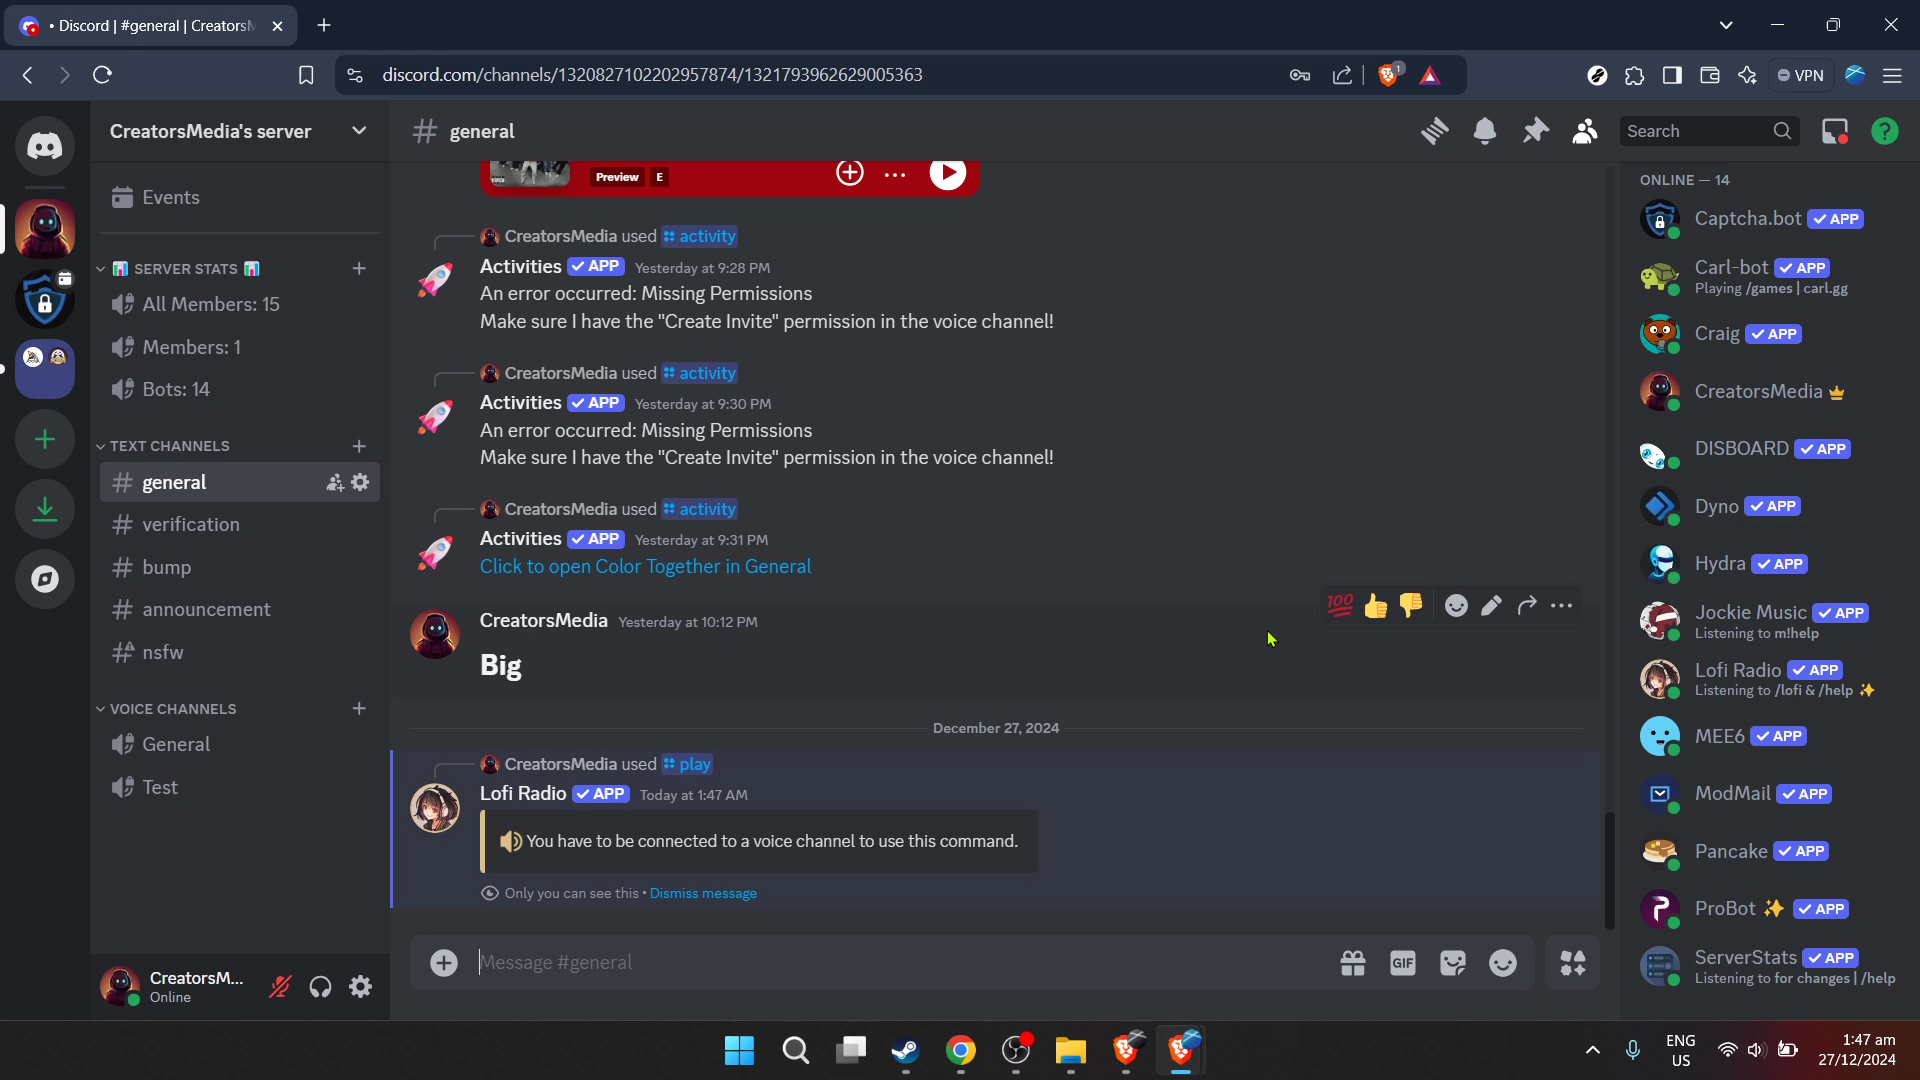 • Discord | #general | CreatorsM
discord.com/channels/1320827102202957874/1321793962629005363
1
VPN
CreatorsMedia's server
general
Search
?
Events
SERVER STATS
All Members: 15
Members: 1
Bots: 14
TEXT CHANNELS
general
verification
bump
announcement
nsfw
VOICE CHANNELS
General
Test
CreatorsM...
Online
Preview E
CreatorsMedia used activity
Activities APP Yesterday at 9:28 PM
An error occurred: Missing Permissions
Make sure I have the "Create Invite" permission in the voice channel!
CreatorsMedia used activity
Activities APP Yesterday at 9:30 PM
An error occurred: Missing Permissions
Make sure I have the "Create Invite" permission in the voice channel!
CreatorsMedia used activity
Activities APP Yesterday at 9:31 PM
Click to open Color Together in General
100
CreatorsMedia Yesterday at 10:12 PM
Big
December 27, 2024
CreatorsMedia used play
Lofi Radio APP Today at 1:47 AM
You have to be connected to a voice channel to use this command.
Only you can see this • Dismiss message
Message #general
GIF
ONLINE — 14
Captcha.bot APP
Carl-bot APP
Playing /games | carl.gg
Craig APP
CreatorsMedia
DISBOARD APP
Dyno APP
Hydra APP
Jockie Music APP
Listening to m!help
Lofi Radio APP
Listening to /lofi & /help ✨
MEE6 APP
ModMail APP
Pancake APP
ProBot ✨ APP
ServerStats APP
Listening to for changes | /help
ENG
US
1:47 am
27/12/2024